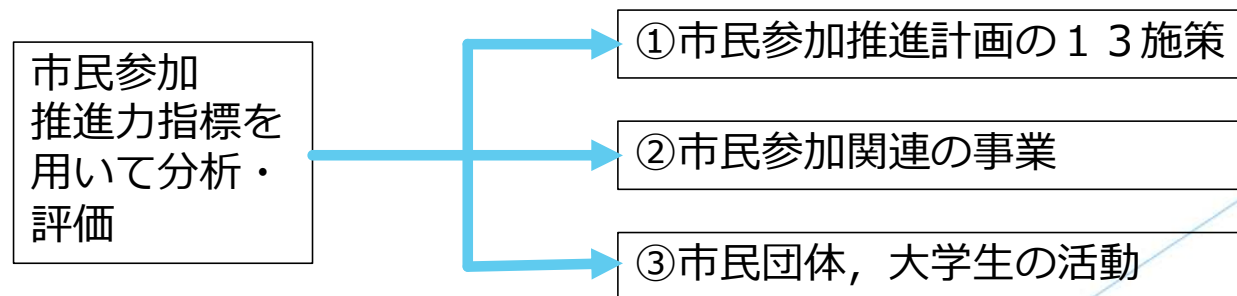 市民参加
推進力指標を
用いて分析・
評価
①市民参加推進計画の１３施策
②市民参加関連の事業
③市民団体，大学生の活動